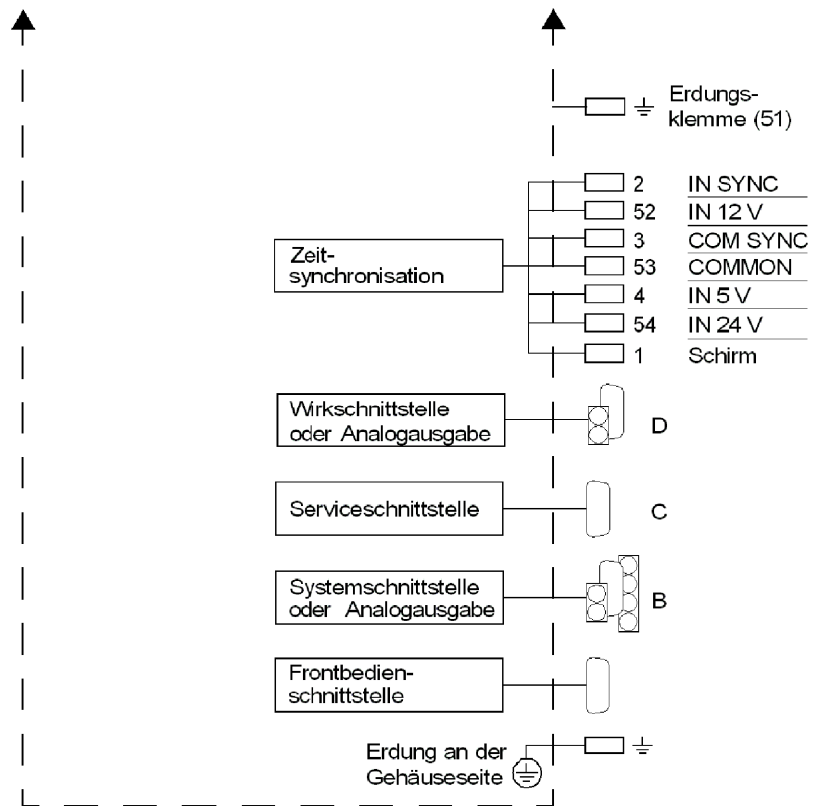 Erdungs-
klemme (51)
2 IN SYNC
52 IN 12 V
3 COM SYNC
53 COMMON
4 IN 5 V
54 IN 24 V
1 Schirm
Zeit-
synchronisation
Wirkschnittstelle
oder Analogausgabe
D
Serviceschnittstelle
C
Systemschnittstelle
oder Analogausgabe
B
Frontbedien-
schnittstelle
Erdung an der
Gehäuseseite